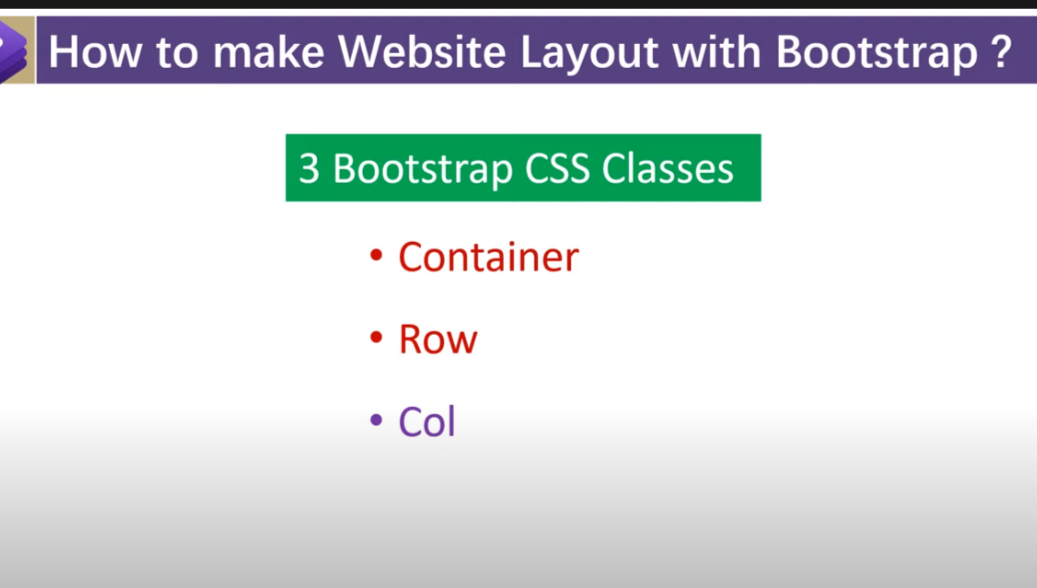 How to make Website Layout with Bootstrap ?
3 Bootstrap CSS Classes
• Container
• Row
• Col